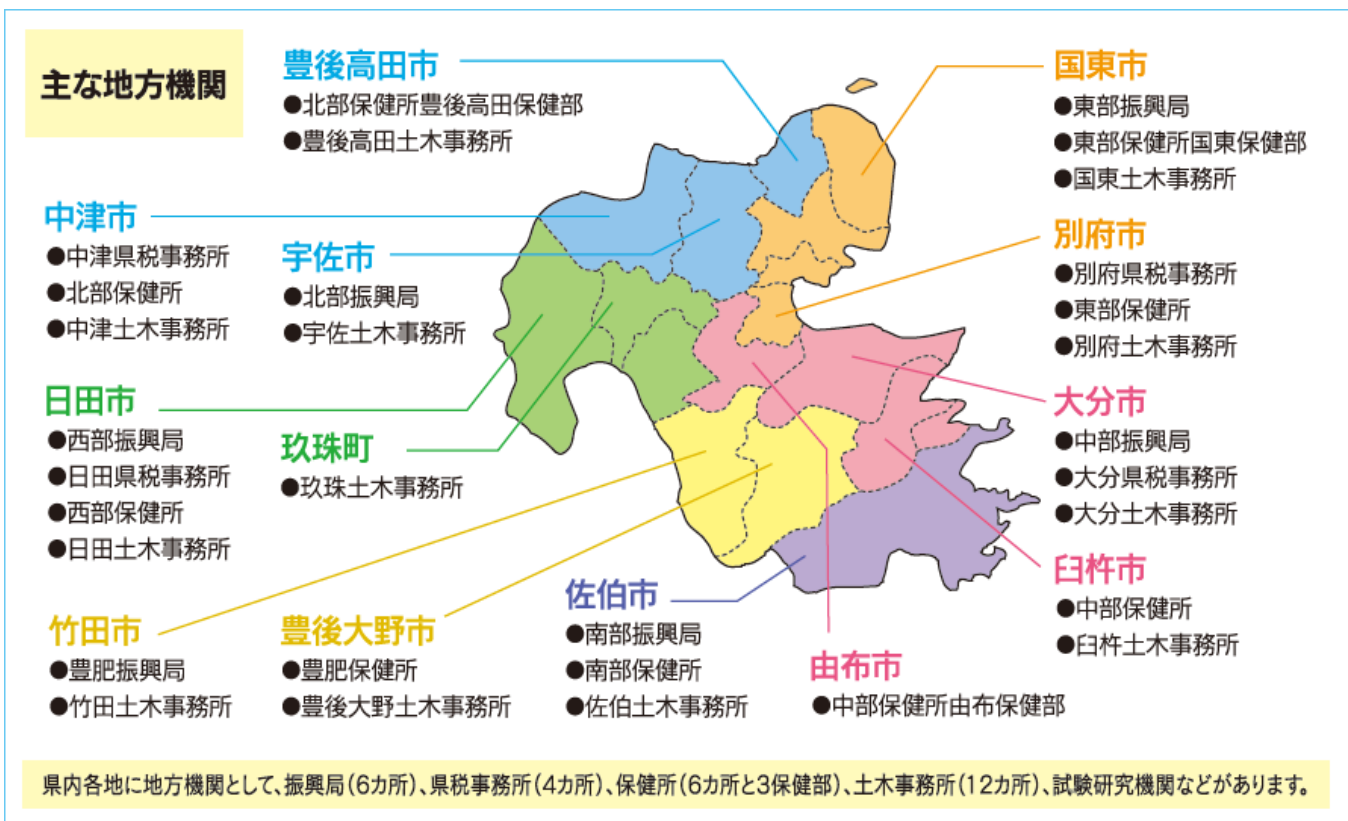 主な地方機関
豊後高田市
●北部保健所豊後高田保健部
●豊後高田土木事務所
国東市
●東部振興局
●東部保健所国東保健部
●国東土木事務所
中津市
●中津県税事務所
●北部保健所
●中津土木事務所
宇佐市
●北部振興局
●宇佐土木事務所
別府市
●別府県税事務所
●東部保健所
●別府土木事務所
日田市
●西部振興局
●日田県税事務所
●西部保健所
●日田土木事務所
玖珠町
●玖珠土木事務所
大分市
●中部振興局
●大分県税事務所
●大分土木事務所
臼杵市
●中部保健所
●臼杵土木事務所
竹田市
●豊肥振興局
●竹田土木事務所
豊後大野市
●豊肥保健所
●豊後大野土木事務所
佐伯市
●南部振興局
●南部保健所
●佐伯土木事務所
由布市
●中部保健所由布保健部
県内各地に地方機関として、振興局(6カ所)、県税事務所(4カ所)、保健所(6カ所と3保健部)、土木事務所(12カ所)、試験研究機関などがあります。